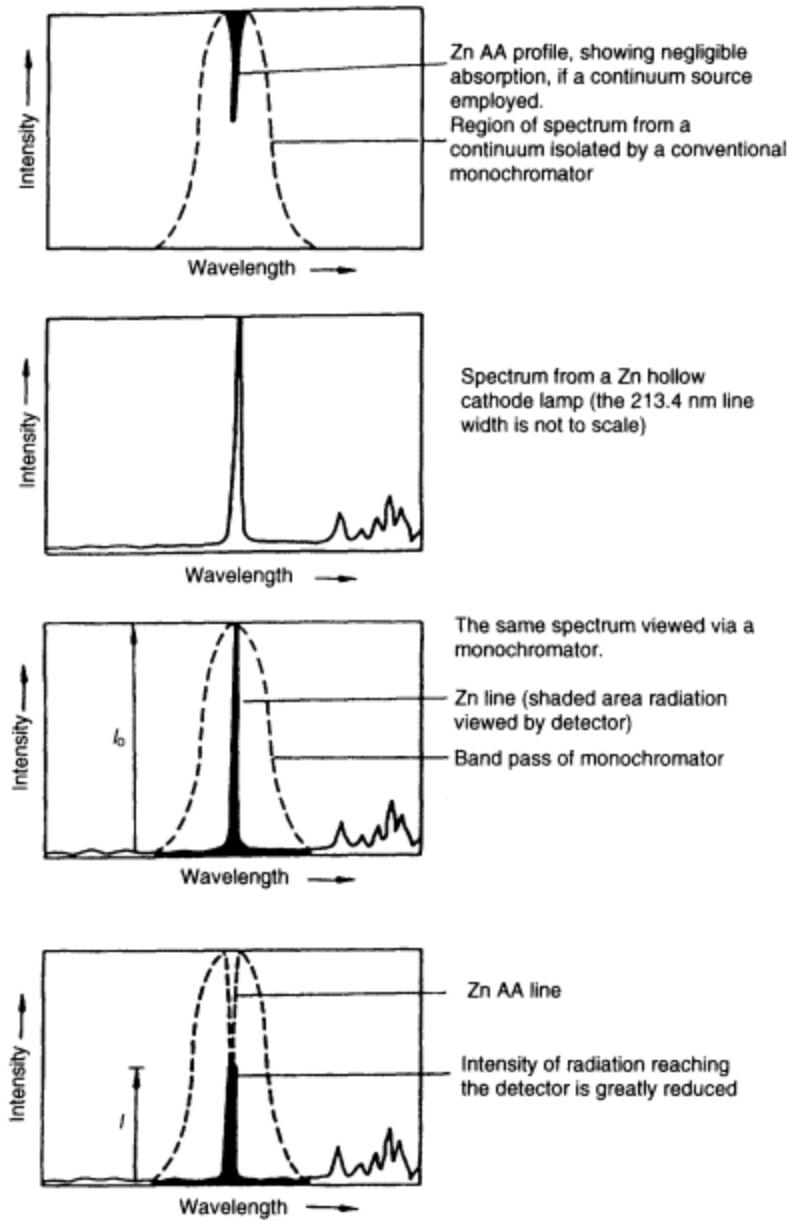 Zn AA profile, showing negligible
absorption, if a continuum source
employed.
Region of spectrum from a
continuum isolated by a conventional
monochromator
Intensity
Wavelength
Spectrum from a Zn hollow
cathode lamp (the 213.4 nm line
width is not to scale)
Intensity
Wavelength
The same spectrum viewed via a
monochromator.
Zn line (shaded area radiation
viewed by detector)
Band pass of monochromator
I₀
Intensity
Wavelength
Zn AA line
Intensity of radiation reaching
the detector is greatly reduced
I
Intensity
Wavelength